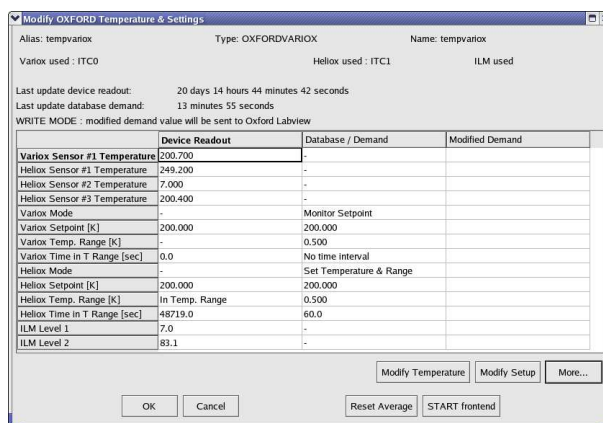 Modify OXFORD Temperature & Settings
Alias: tempvariox Type: OXFORDVARIOX Name: tempvariox
Variox used : ITC0 Heliox used : ITC1 ILM used
Last update device readout: 20 days 14 hours 44 minutes 42 seconds
Last update database demand: 13 minutes 55 seconds
WRITE MODE : modified demand value will be sent to Oxford Labview
Device Readout Database / Demand Modified Demand
Variox Sensor #1 Temperature 200.700 -
Heliox Sensor #1 Temperature 249.200 -
Heliox Sensor #2 Temperature 7.000 -
Heliox Sensor #3 Temperature 200.400 -
Variox Mode - Monitor Setpoint
Variox Setpoint [K] 200.000 200.000
Variox Temp. Range [K] - 0.500
Variox Time in T Range [sec] 0.0 No time interval
Heliox Mode - Set Temperature & Range
Heliox Setpoint [K] 200.000 200.000
Heliox Temp. Range [K] In Temp. Range 0.500
Heliox Time in T Range [sec] 48719.0 60.0
ILM Level 1 7.0 -
ILM Level 2 83.1 -
Modify Temperature Modify Setup More...
OK Cancel Reset Average START frontend